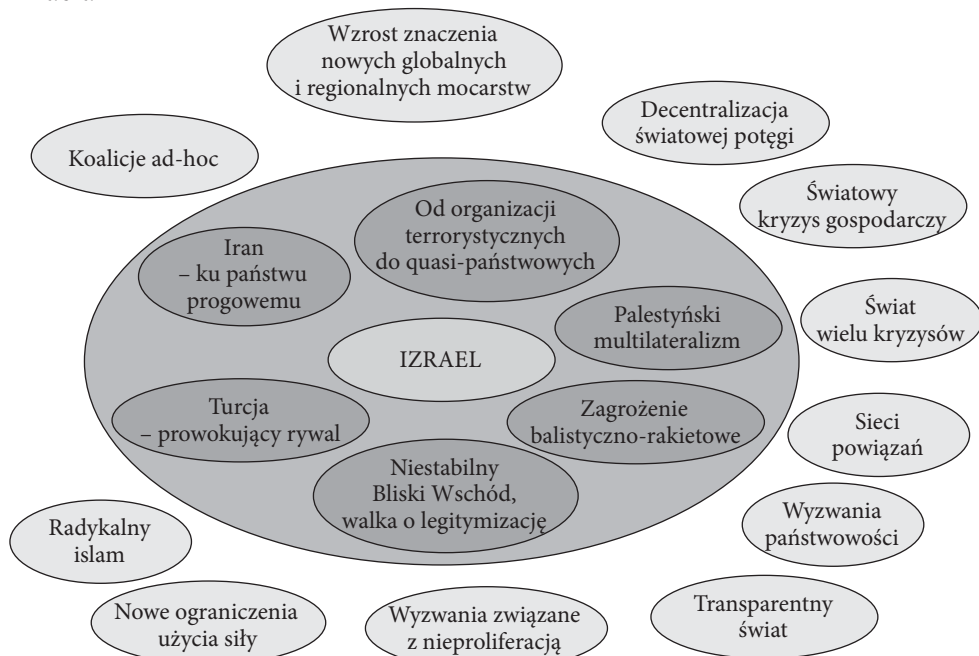 Wzrost znaczenia
nowych globalnych
i regionalnych mocarstw
Decentralizacja
światowej potęgi
Koalicje ad-hoc
Światowy
kryzys gospodarczy
Od organizacji
terrorystycznych
do quasi-państwowych
Iran
– ku państwu
progowemu
Palestyński
multilateralizm
Świat
wielu kryzysów
IZRAEL
Turcja
– prowokujący rywal
Zagrożenie
balistyczno-rakietowe
Sieci
powiązań
Niestabilny
Bliski Wschód,
walka o legitymizację
Wyzwania
państwowości
Radykalny
islam
Nowe ograniczenia
użycia siły
Wyzwania związane
z nieproliferacją
Transparentny
świat